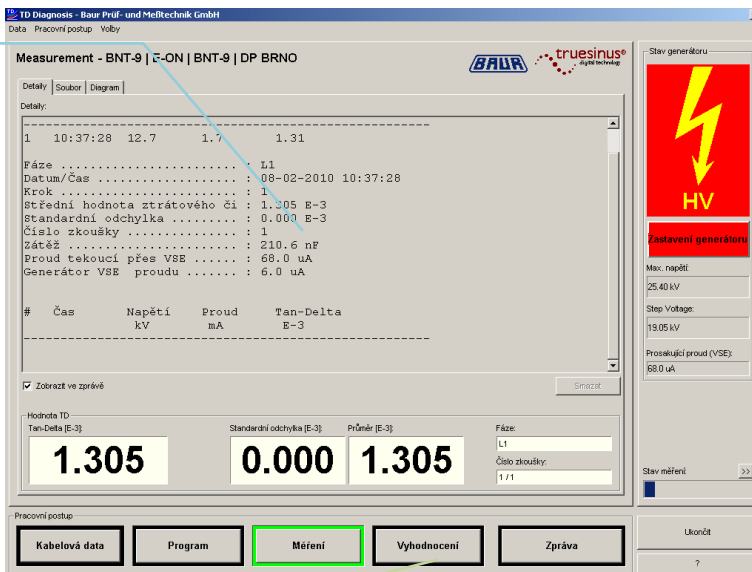 TD Diagnosis - Baur Prüf- und Meßtechnik GmbH
Data Pracovní postup Volby
Measurement - BNT-9 | E-ON | BNT-9 | DP BRNO
BAUR
truesinus®
digital technology
Detaily Soubor Diagram
Detaily:
------------------------------------------------------
1 10:37:28 12.7 1.7 1.31
Fáze ........................ : L1
Datum/Čas ................... : 08-02-2010 10:37:28
Krok ........................ : 1
Střední hodnota ztrátového či : 1.305 E-3
Standardní odchylka ......... : 0.000 E-3
Číslo zkoušky ............... : 1
Zátěž ....................... : 210.6 nF
Proud tekoucí přes VSE ...... : 68.0 uA
Generátor VSE proudu ....... : 6.0 uA
# Čas Napětí Proud Tan-Delta
kV mA E-3
------------------------------------------------------
Zobrazit ve zprávě
Smazat
Hodnota TD
Tan-Delta [E-3]: Standardní odchylka [E-3]: Průměr [E-3]: Fáze:
1.305 0.000 1.305
L1
Číslo zkoušky:
1 / 1
Stav generátoru
HV
Zastavení generátoru
Max. napětí:
25.40 kV
Step Voltage:
19.05 kV
Prosakující proud (VSE):
68.0 uA
Stav měření: >>
Pracovní postup
Kabelová data Program Měření Vyhodnocení Zpráva
Ukončit
?